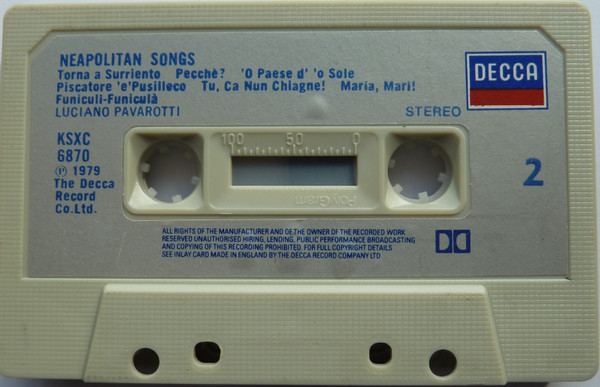 NEAPOLITAN SONGS
Torna a Surriento Pecchè? 'O Paese d' 'o Sole
Piscatore 'e'Pusilleco Tu, Ca Nun Chiagne! Maria, Mari!
Funiculi-Funiculà
LUCIANO PAVAROTTI
STEREO
DECCA
KSXC
6870
Ⓟ 1979
The Decca
Record
Co.Ltd.
100 50 0
PolyGram
2
ALL RIGHTS OF THE MANUFACTURER AND OF THE OWNER OF THE RECORDED WORK
RESERVED UNAUTHORISED HIRING, LENDING, PUBLIC PERFORMANCE BROADCASTING
AND COPYING OF THIS RECORDING PROHIBITED. FOR FULL COPYRIGHT DETAILS
SEE INLAY CARD MADE IN ENGLAND BY THE DECCA RECORD COMPANY LTD